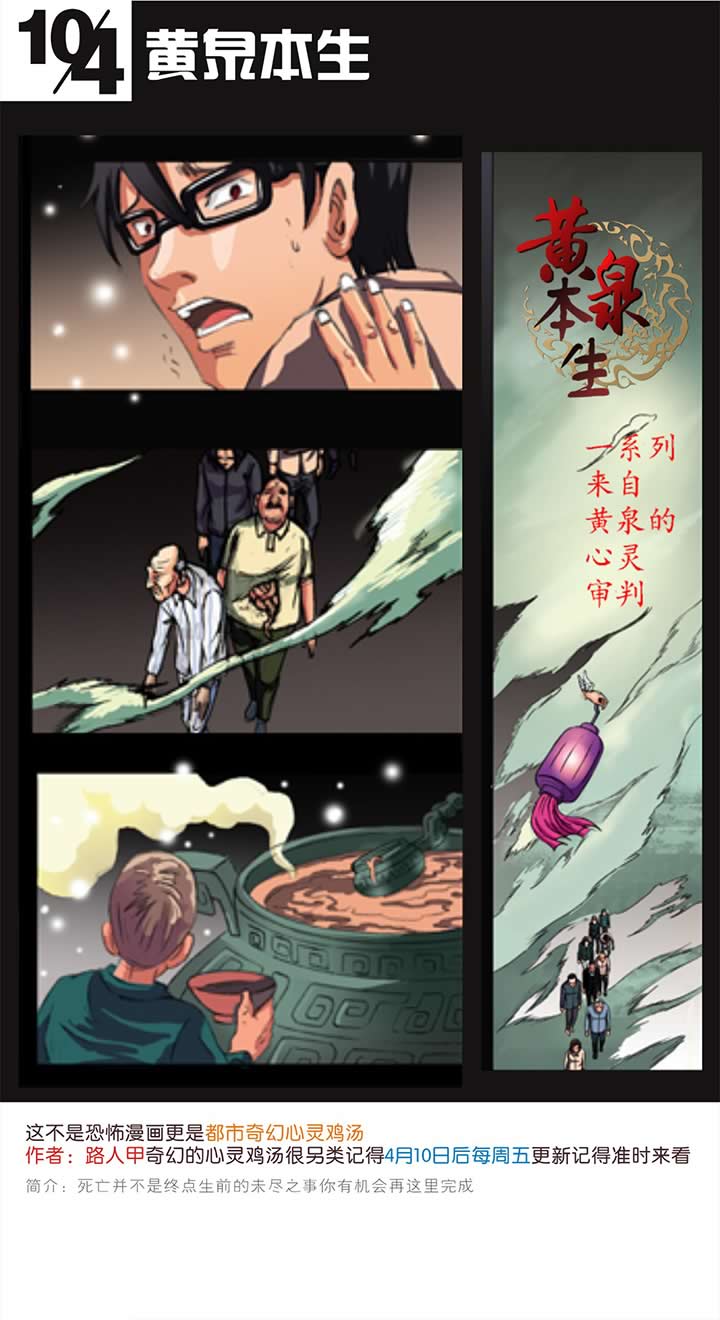 10/4
黄泉本生
黄泉本生
一系列
来自
黄泉的
心灵
审判
这不是恐怖漫画更是都市奇幻心灵鸡汤
作者：路人甲奇幻的心灵鸡汤很另类记得4月10日后每周五更新记得准时来看
简介：死亡并不是终点生前的未尽之事你有机会再这里完成